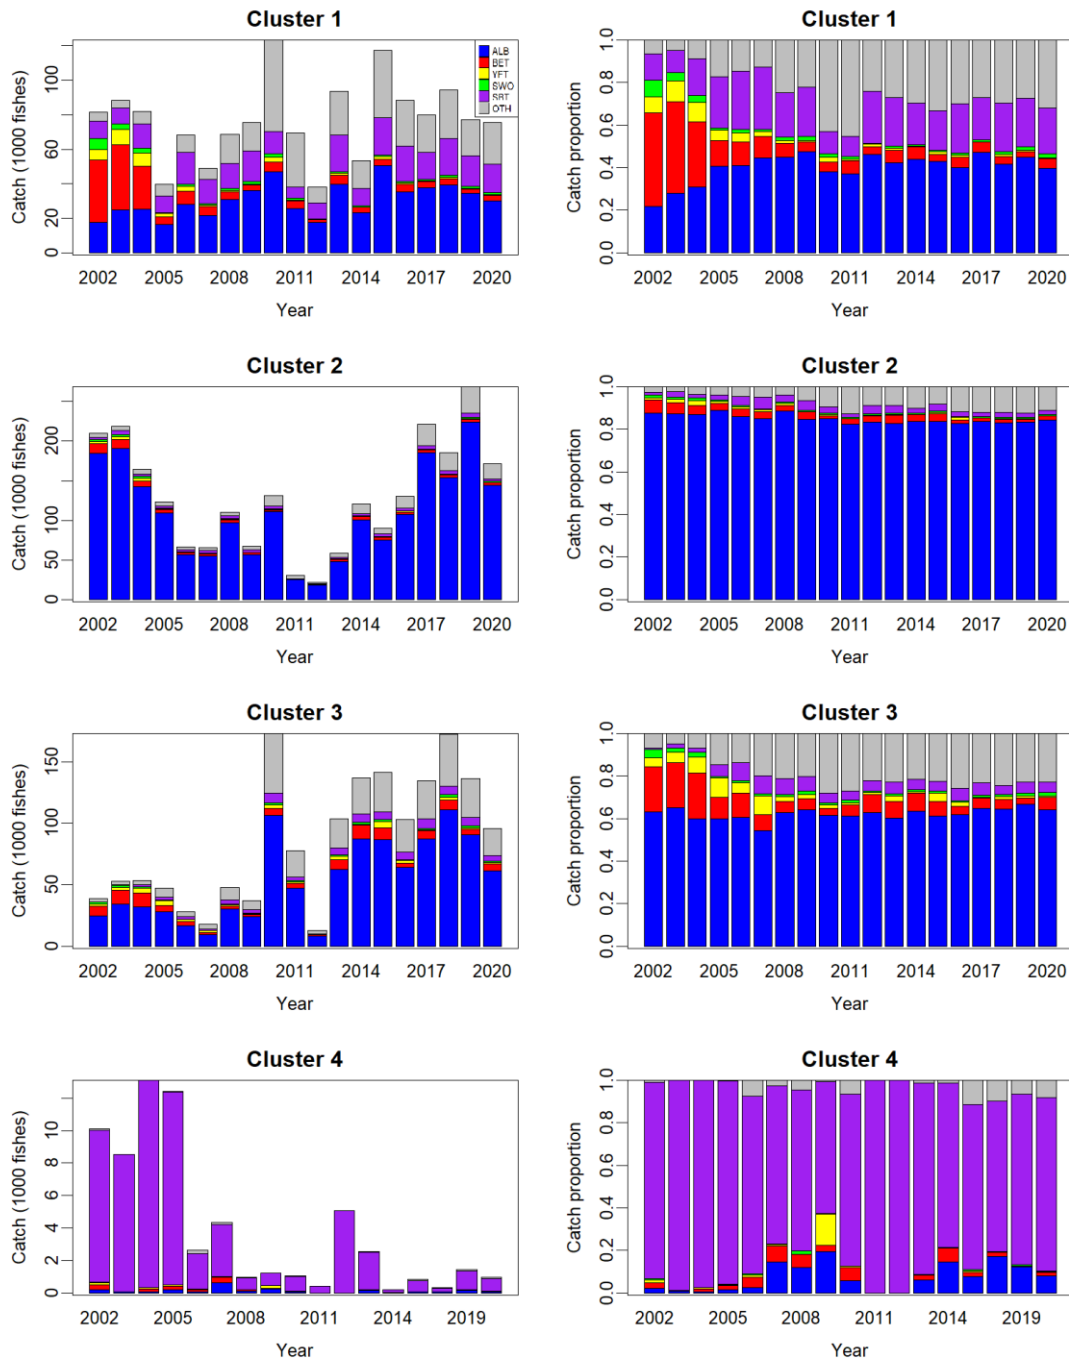 Cluster 1
Catch (1000 fishes)
0 20 60 100
ALB
BET
YFT
SWO
SBT
OTH
2002 2005 2008 2011 2014 2017 2020
Year
Cluster 1
Catch proportion
0.0 0.2 0.4 0.6 0.8 1.0
2002 2005 2008 2011 2014 2017 2020
Year
Cluster 2
Catch (1000 fishes)
0 50 100 200
2002 2005 2008 2011 2014 2017 2020
Year
Cluster 2
Catch proportion
0.0 0.2 0.4 0.6 0.8 1.0
2002 2005 2008 2011 2014 2017 2020
Year
Cluster 3
Catch (1000 fishes)
0 50 100 150
2002 2005 2008 2011 2014 2017 2020
Year
Cluster 3
Catch proportion
0.0 0.2 0.4 0.6 0.8 1.0
2002 2005 2008 2011 2014 2017 2020
Year
Cluster 4
Catch (1000 fishes)
0 2 4 6 8 10
2002 2005 2008 2011 2014 2019
Year
Cluster 4
Catch proportion
0.0 0.2 0.4 0.6 0.8 1.0
2002 2005 2008 2011 2014 2019
Year